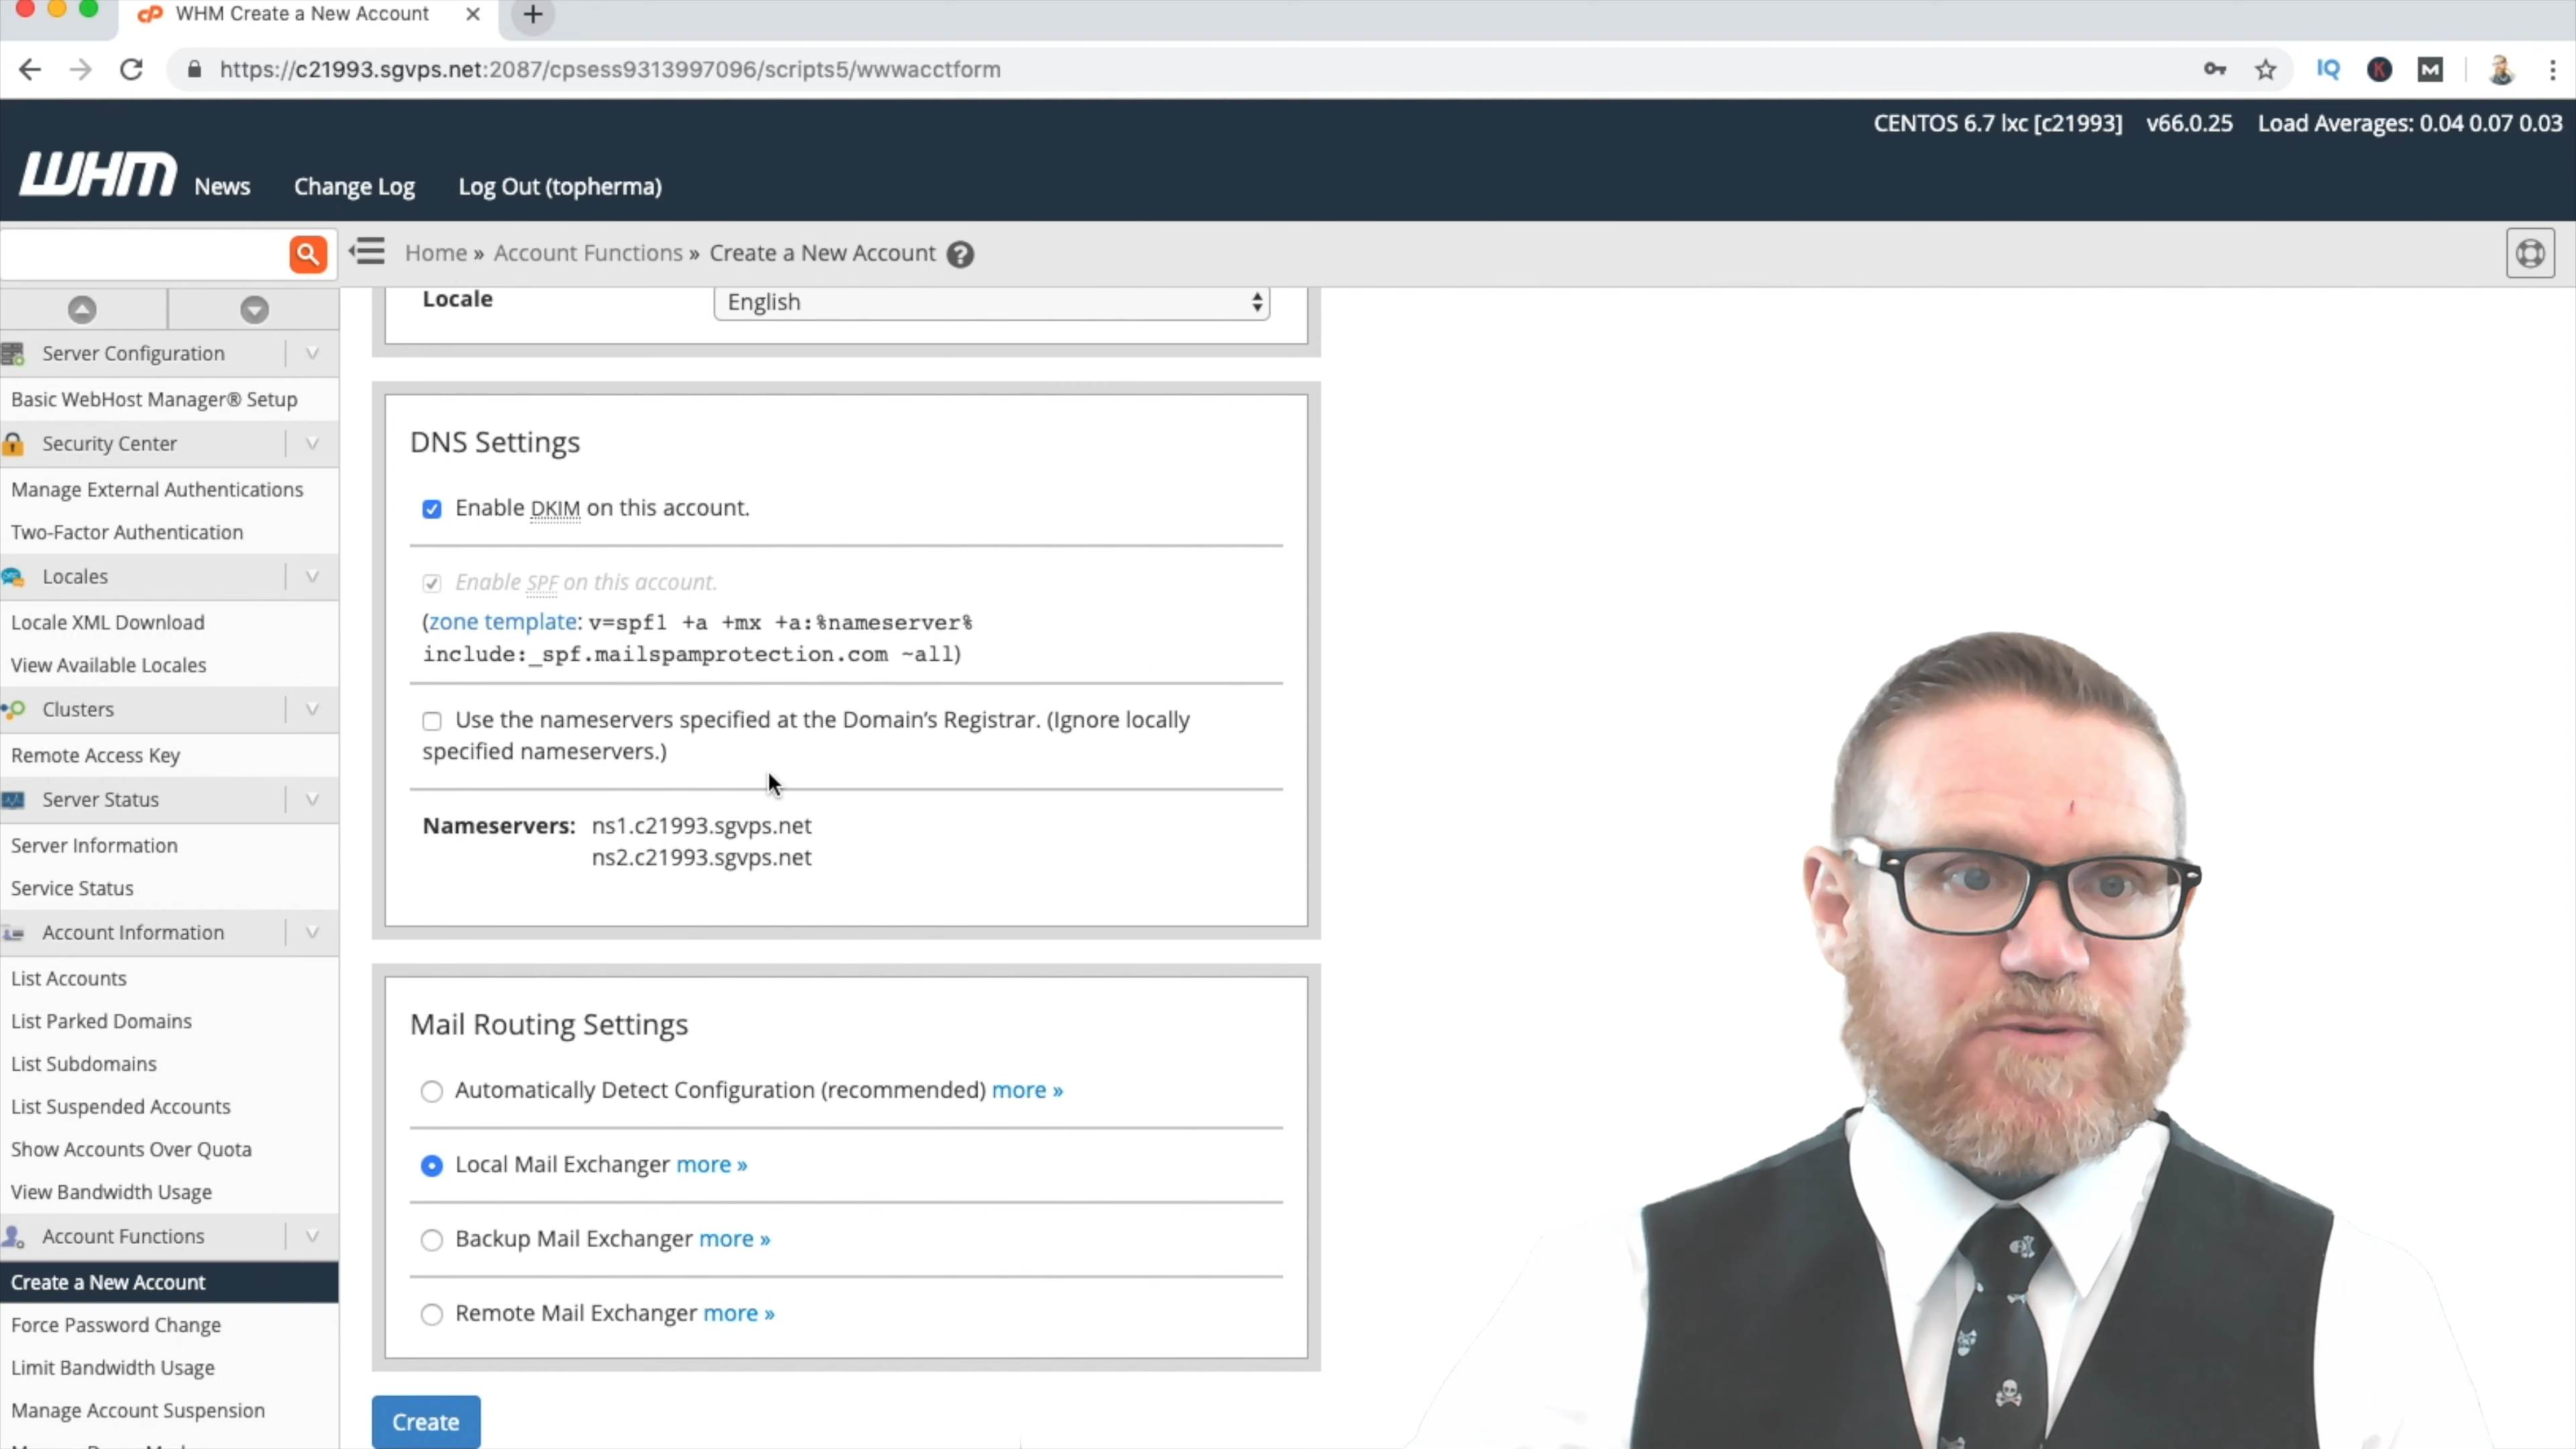 WHM Create a New Account
https://c21993.sgvps.net:2087/cpsess9313997096/scripts5/wwwacctform
IQ
K
M
CENTOS 6.7 lxc [c21993] v66.0.25 Load Averages: 0.04 0.07 0.03
WHM News Change Log Log Out (topherma)
Home » Account Functions » Create a New Account
Server Configuration
Basic WebHost Manager® Setup
Security Center
Manage External Authentications
Two-Factor Authentication
Locales
Locale XML Download
View Available Locales
Clusters
Remote Access Key
Server Status
Server Information
Service Status
Account Information
List Accounts
List Parked Domains
List Subdomains
List Suspended Accounts
Show Accounts Over Quota
View Bandwidth Usage
Account Functions
Create a New Account
Force Password Change
Limit Bandwidth Usage
Manage Account Suspension
Locale English
DNS Settings
Enable DKIM on this account.
Enable SPF on this account.
(zone template: v=spf1 +a +mx +a:%nameserver%
include:_spf.mailspamprotection.com ~all)
Use the nameservers specified at the Domain's Registrar. (Ignore locally
specified nameservers.)
Nameservers: ns1.c21993.sgvps.net
ns2.c21993.sgvps.net
Mail Routing Settings
Automatically Detect Configuration (recommended) more »
Local Mail Exchanger more »
Backup Mail Exchanger more »
Remote Mail Exchanger more »
Create